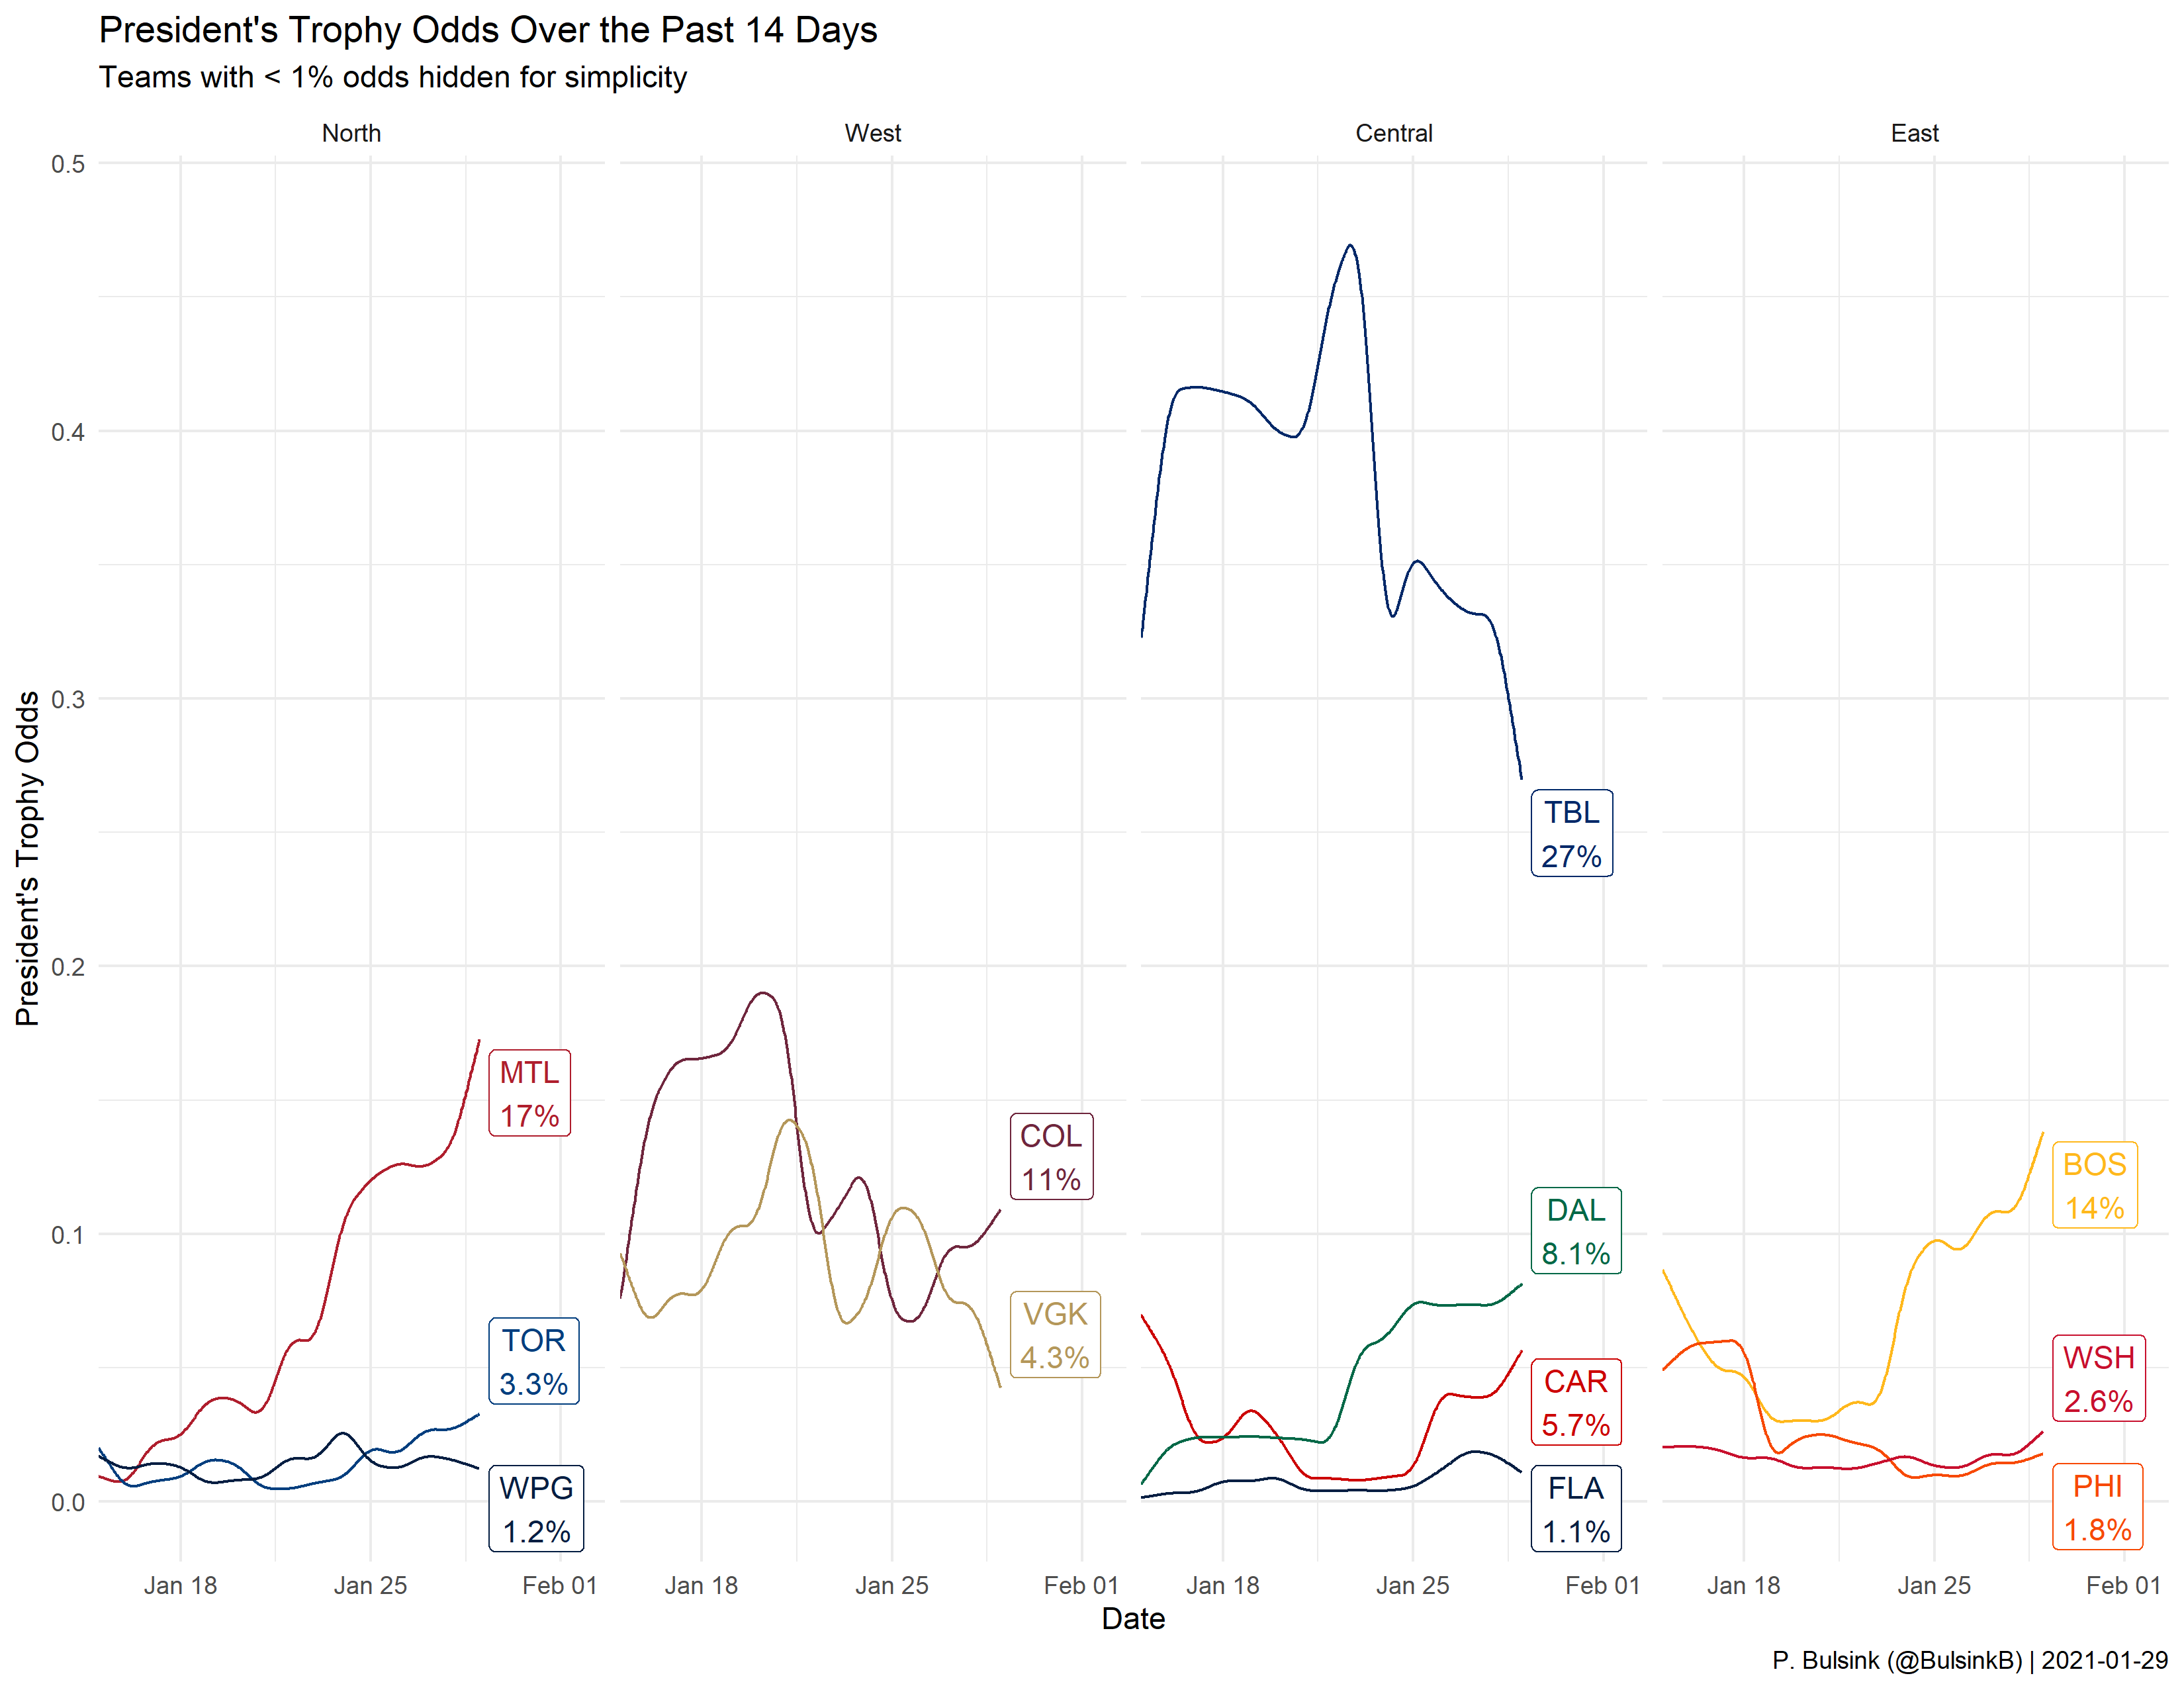 President's Trophy Odds Over the Past 14 Days
Teams with < 1% odds hidden for simplicity
North
West
Central
East
President's Trophy Odds
0.5
0.4
0.3
0.2
0.1
0.0
MTL
17%
TOR
3.3%
WPG
1.2%
COL
11%
VGK
4.3%
TBL
27%
DAL
8.1%
CAR
5.7%
FLA
1.1%
BOS
14%
WSH
2.6%
PHI
1.8%
Jan 18
Jan 25
Feb 01
Jan 18
Jan 25
Feb 01
Jan 18
Jan 25
Feb 01
Jan 18
Jan 25
Feb 01
Date
P. Bulsink (@BulsinkB) | 2021-01-29